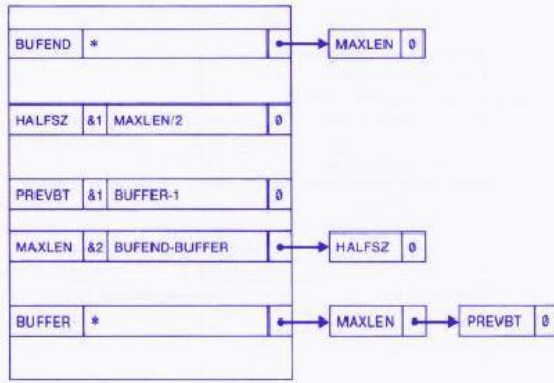 BUFEND * MAXLEN 0
HALFSZ &1 MAXLEN/2 0
PREVBT &1 BUFFER-1 0
MAXLEN &2 BUFEND-BUFFER HALFSZ 0
BUFFER * MAXLEN PREVBT 0